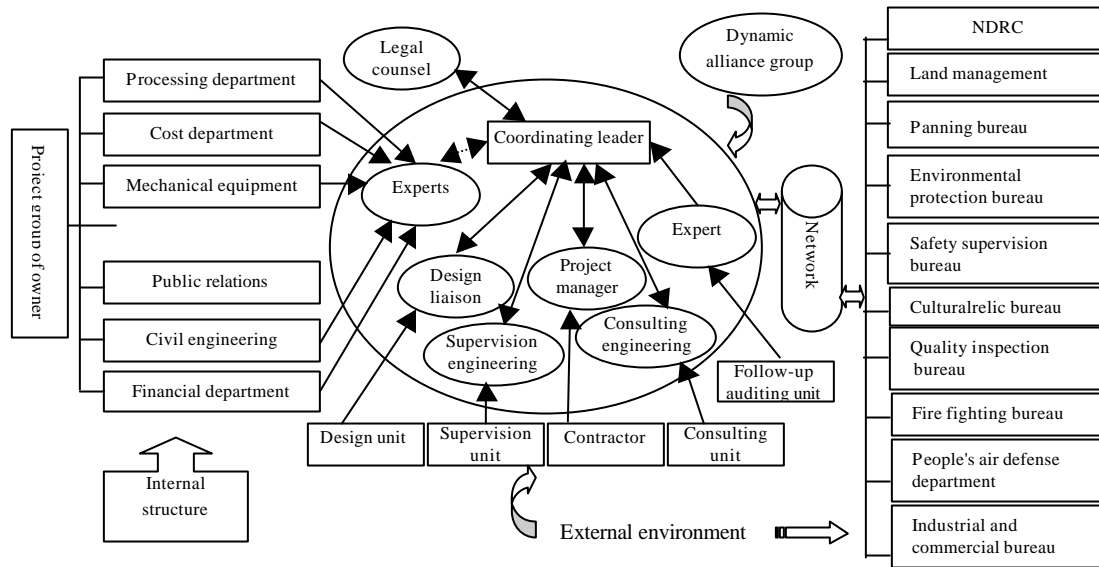 Project group of owner
Processing department
Cost department
Mechanical equipment
Public relations
Civil engineering
Financial department
Internal
structure
Legal
counsel
Dynamic
alliance group
Coordinating leader
Experts
Expert
Design
liaison
Project
manager
Supervision
engineering
Consulting
engineering
Follow-up
auditing unit
Design unit
Supervision
unit
Contractor
Consulting
unit
External environment
Network
NDRC
Land management
Panning bureau
Environmental
protection bureau
Safety supervision
bureau
Culturalrelic bureau
Quality inspection
bureau
Fire fighting bureau
People's air defense
department
Industrial and
commercial bureau